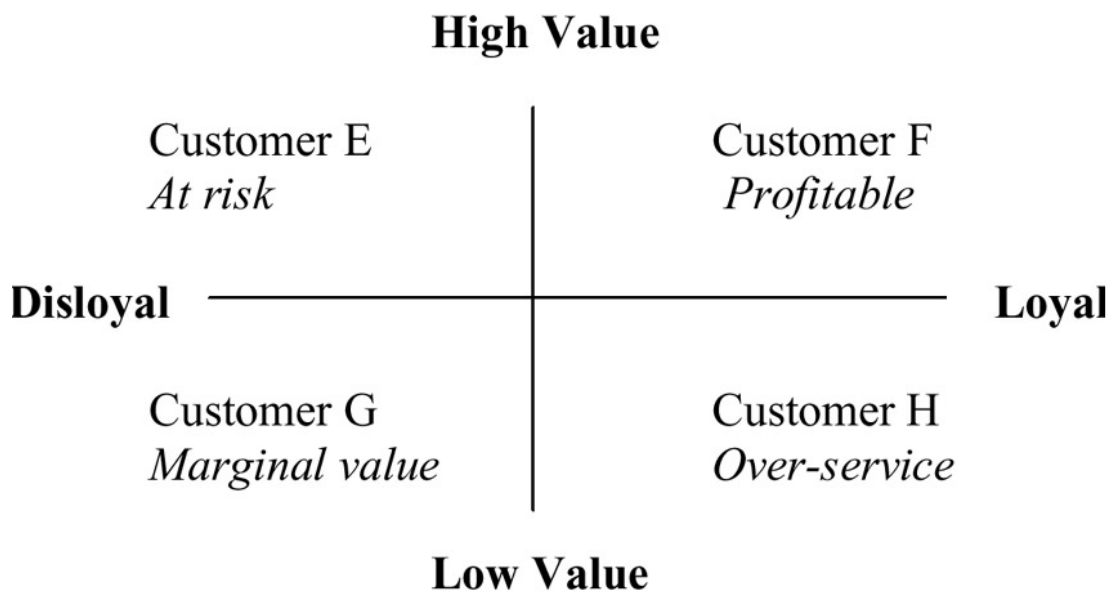 High Value
Customer E
At risk
Customer F
Profitable
Disloyal
Loyal
Customer G
Marginal value
Customer H
Over-service
Low Value